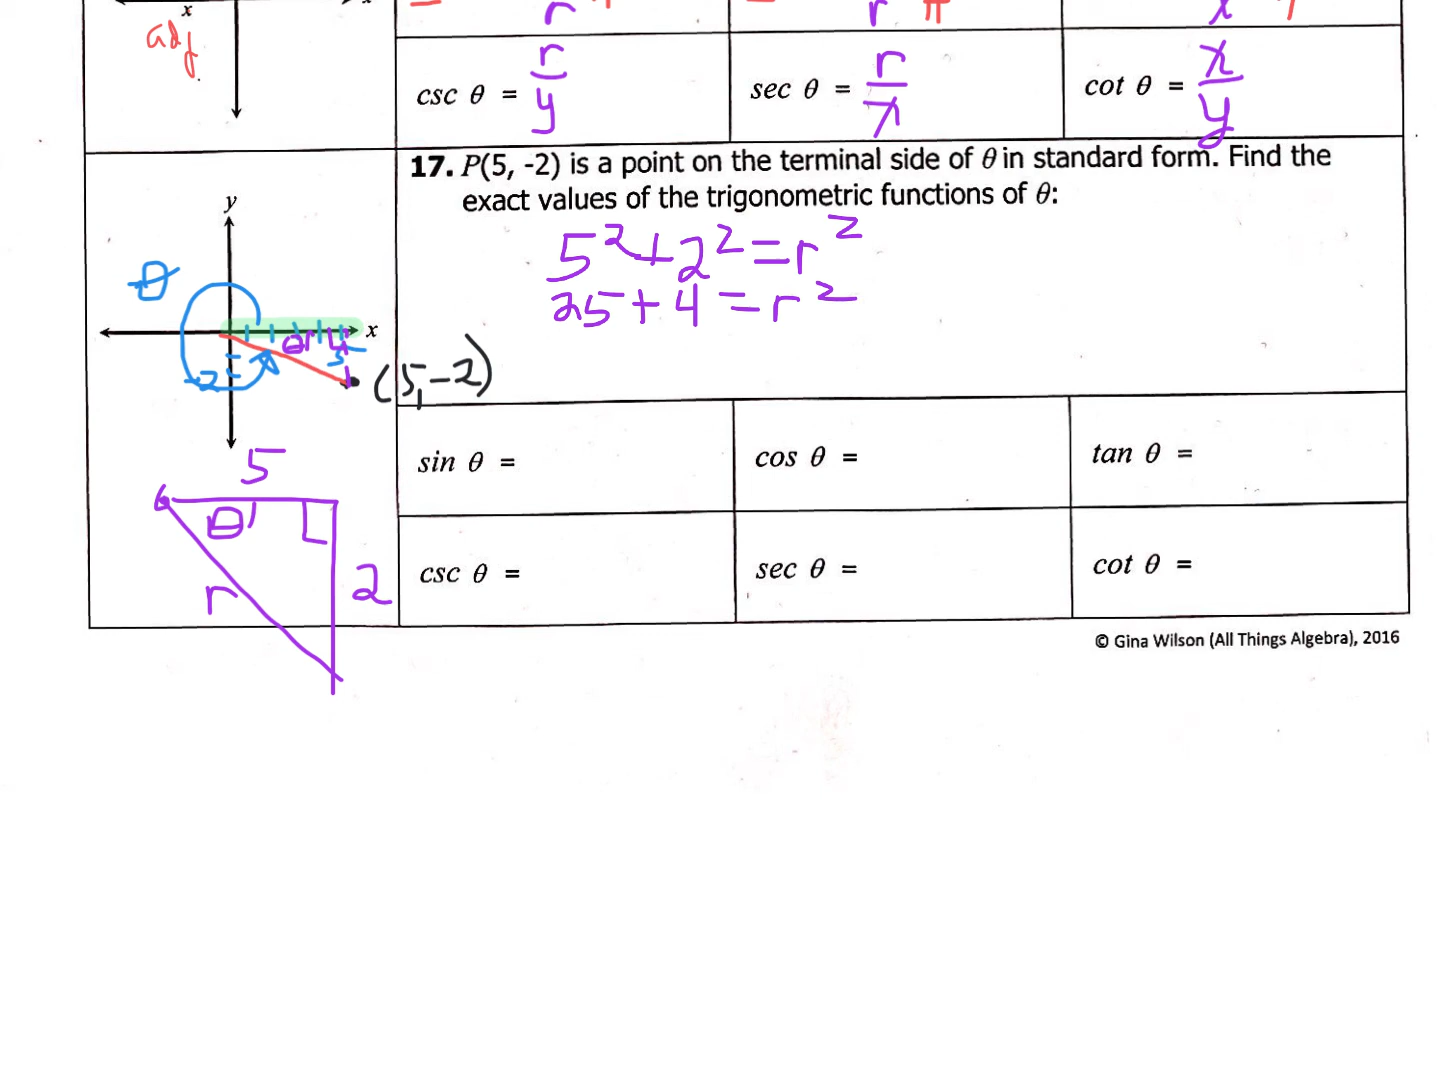 x
adj.
r
r
x
csc θ = r/y
sec θ = r/x
cot θ = x/y
17. P(5, -2) is a point on the terminal side of θ in standard form. Find the
exact values of the trigonometric functions of θ:
5² + 2² = r²
25 + 4 = r²
y
θ
x
θ'
5
-2
(5, -2)
5
θ'
r
2
sin θ =
cos θ =
tan θ =
csc θ =
sec θ =
cot θ =
© Gina Wilson (All Things Algebra), 2016